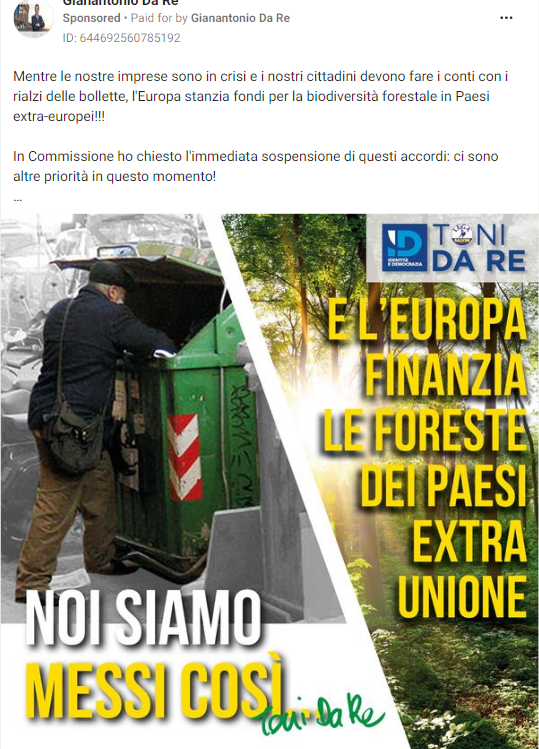 Gianantonio Da Re
Sponsored • Paid for by Gianantonio Da Re
ID: 644692560785192
Mentre le nostre imprese sono in crisi e i nostri cittadini devono fare i conti con i
rialzi delle bollette, l'Europa stanzia fondi per la biodiversità forestale in Paesi
extra-europei!!!
In Commissione ho chiesto l'immediata sospensione di questi accordi: ci sono
altre priorità in questo momento!
...
ID
IDENTITÀ
E DEMOCRAZIA
TONI
DA RE
E L'EUROPA
FINANZIA
LE FORESTE
DEI PAESI
EXTRA
UNIONE
NOI SIAMO
MESSI COSÌ...
Toni Da Re